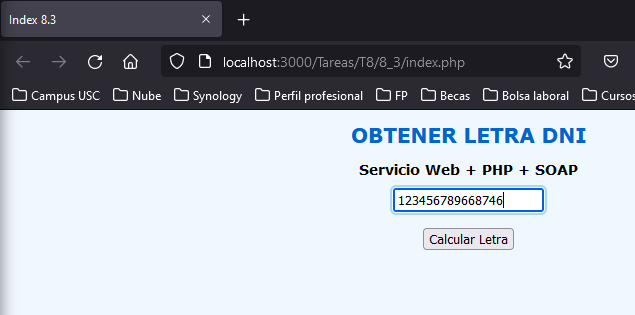 Index 8.3
localhost:3000/Tareas/T8/8_3/index.php
Campus USC Nube Synology Perfil profesional FP Becas Bolsa laboral Cursos
OBTENER LETRA DNI
Servicio Web + PHP + SOAP
123456789668746
Calcular Letra